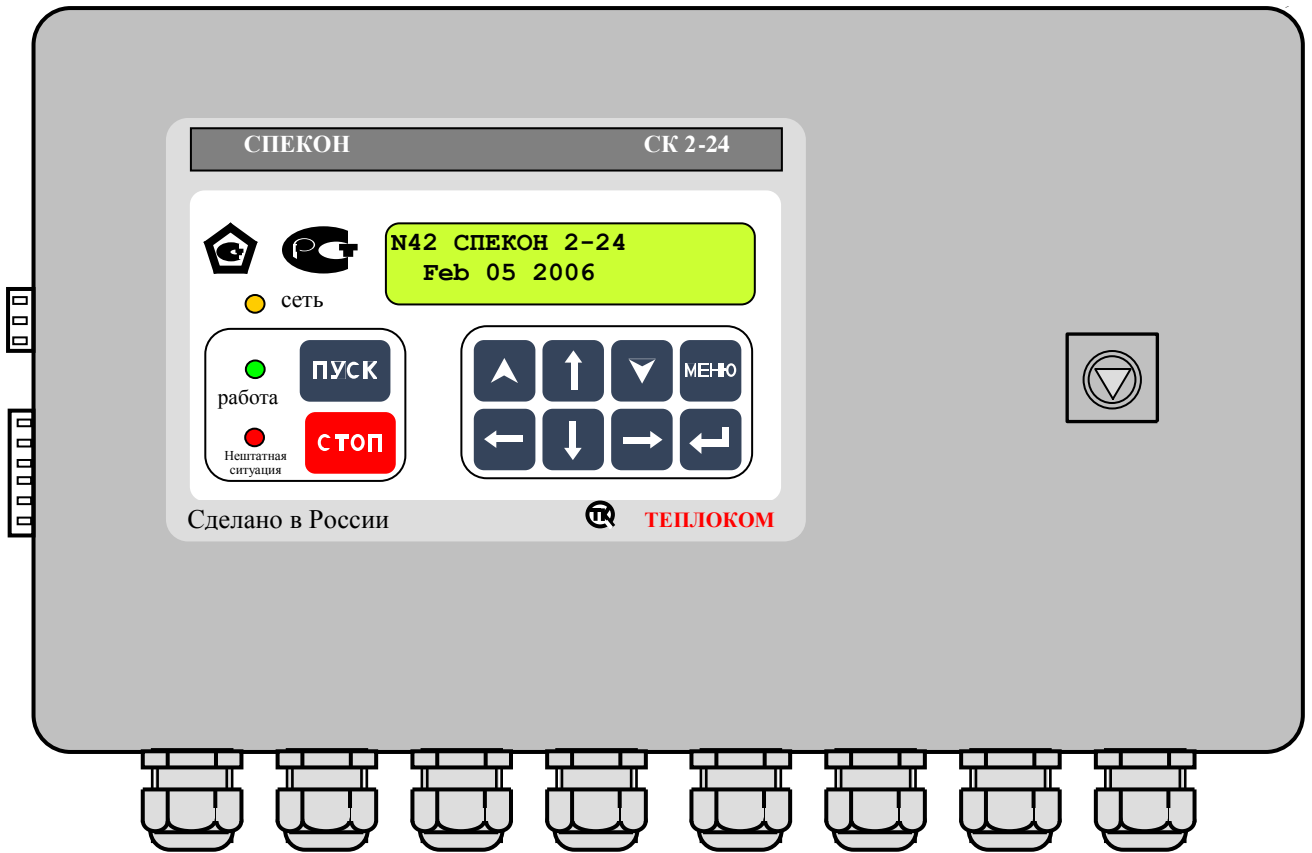 СПЕКОН СК 2-24
N42 СПЕКОН 2-24
Feb 05 2006
сеть
ПУСК
работа
СТОП
Нештатная
ситуация
МЕНЮ
Сделано в России
ТК
ТЕПЛОКОМ